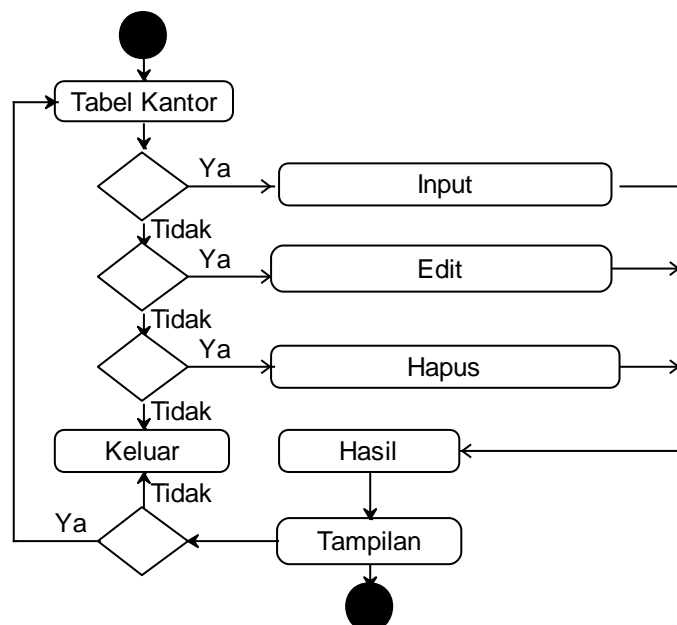 Tabel Kantor
Ya
Input
Tidak
Ya
Edit
Tidak
Ya
Hapus
Tidak
Keluar
Hasil
Tidak
Ya
Tampilan